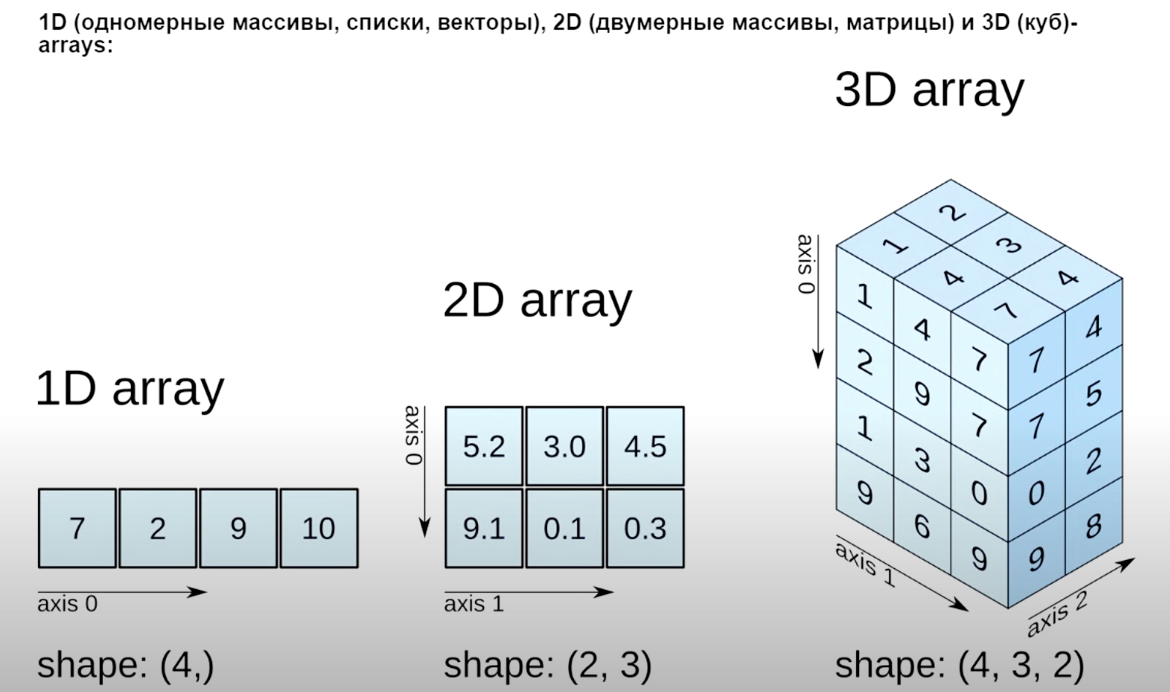 1D (одномерные массивы, списки, векторы), 2D (двумерные массивы, матрицы) и 3D (куб)-
arrays:
1D array
7 2 9 10
axis 0
shape: (4,)
2D array
axis 0
5.2 3.0 4.5
9.1 0.1 0.3
axis 1
shape: (2, 3)
3D array
axis 0
2
1 3
4 4
7
1 4 7 7 4
2 9 7 7 5
1 3 0 0 2
9 6 9 9 8
axis 1
axis 2
shape: (4, 3, 2)